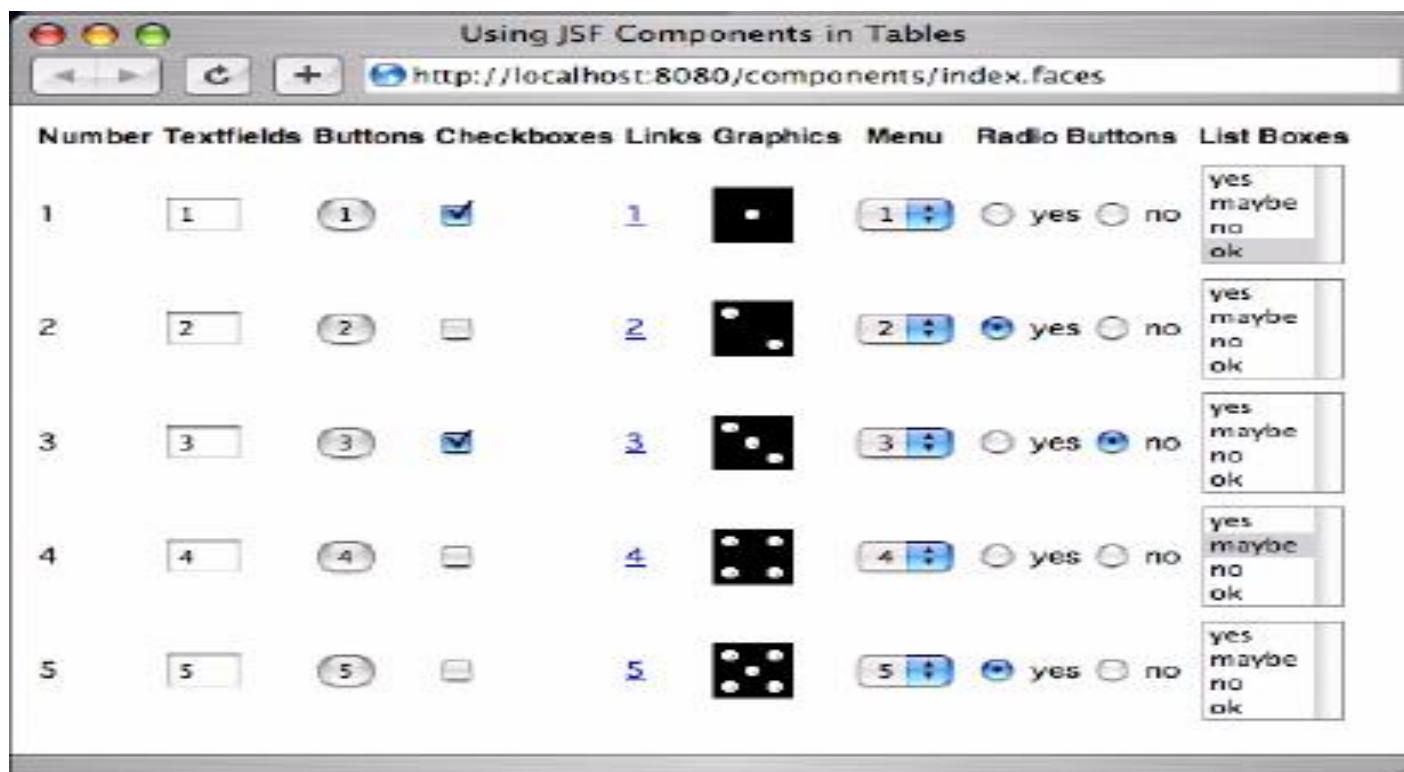 Using JSF Components in Tables
http://localhost:8080/components/index.faces
Number Textfields Buttons Checkboxes Links Graphics Menu Radio Buttons List Boxes
yes
maybe
1 1 1 1 1 yes no
no
ok
yes
maybe
2 2 2 2 2 yes no
no
ok
yes
maybe
3 3 3 3 3 yes no
no
ok
yes
maybe
4 4 4 4 4 yes no
no
ok
yes
maybe
5 5 5 5 5 yes no
no
ok